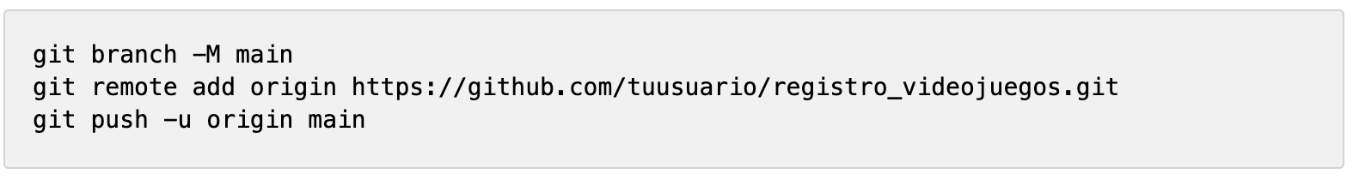 git branch -M main
git remote add origin https://github.com/tuusuario/registro_videojuegos.git
git push -u origin main